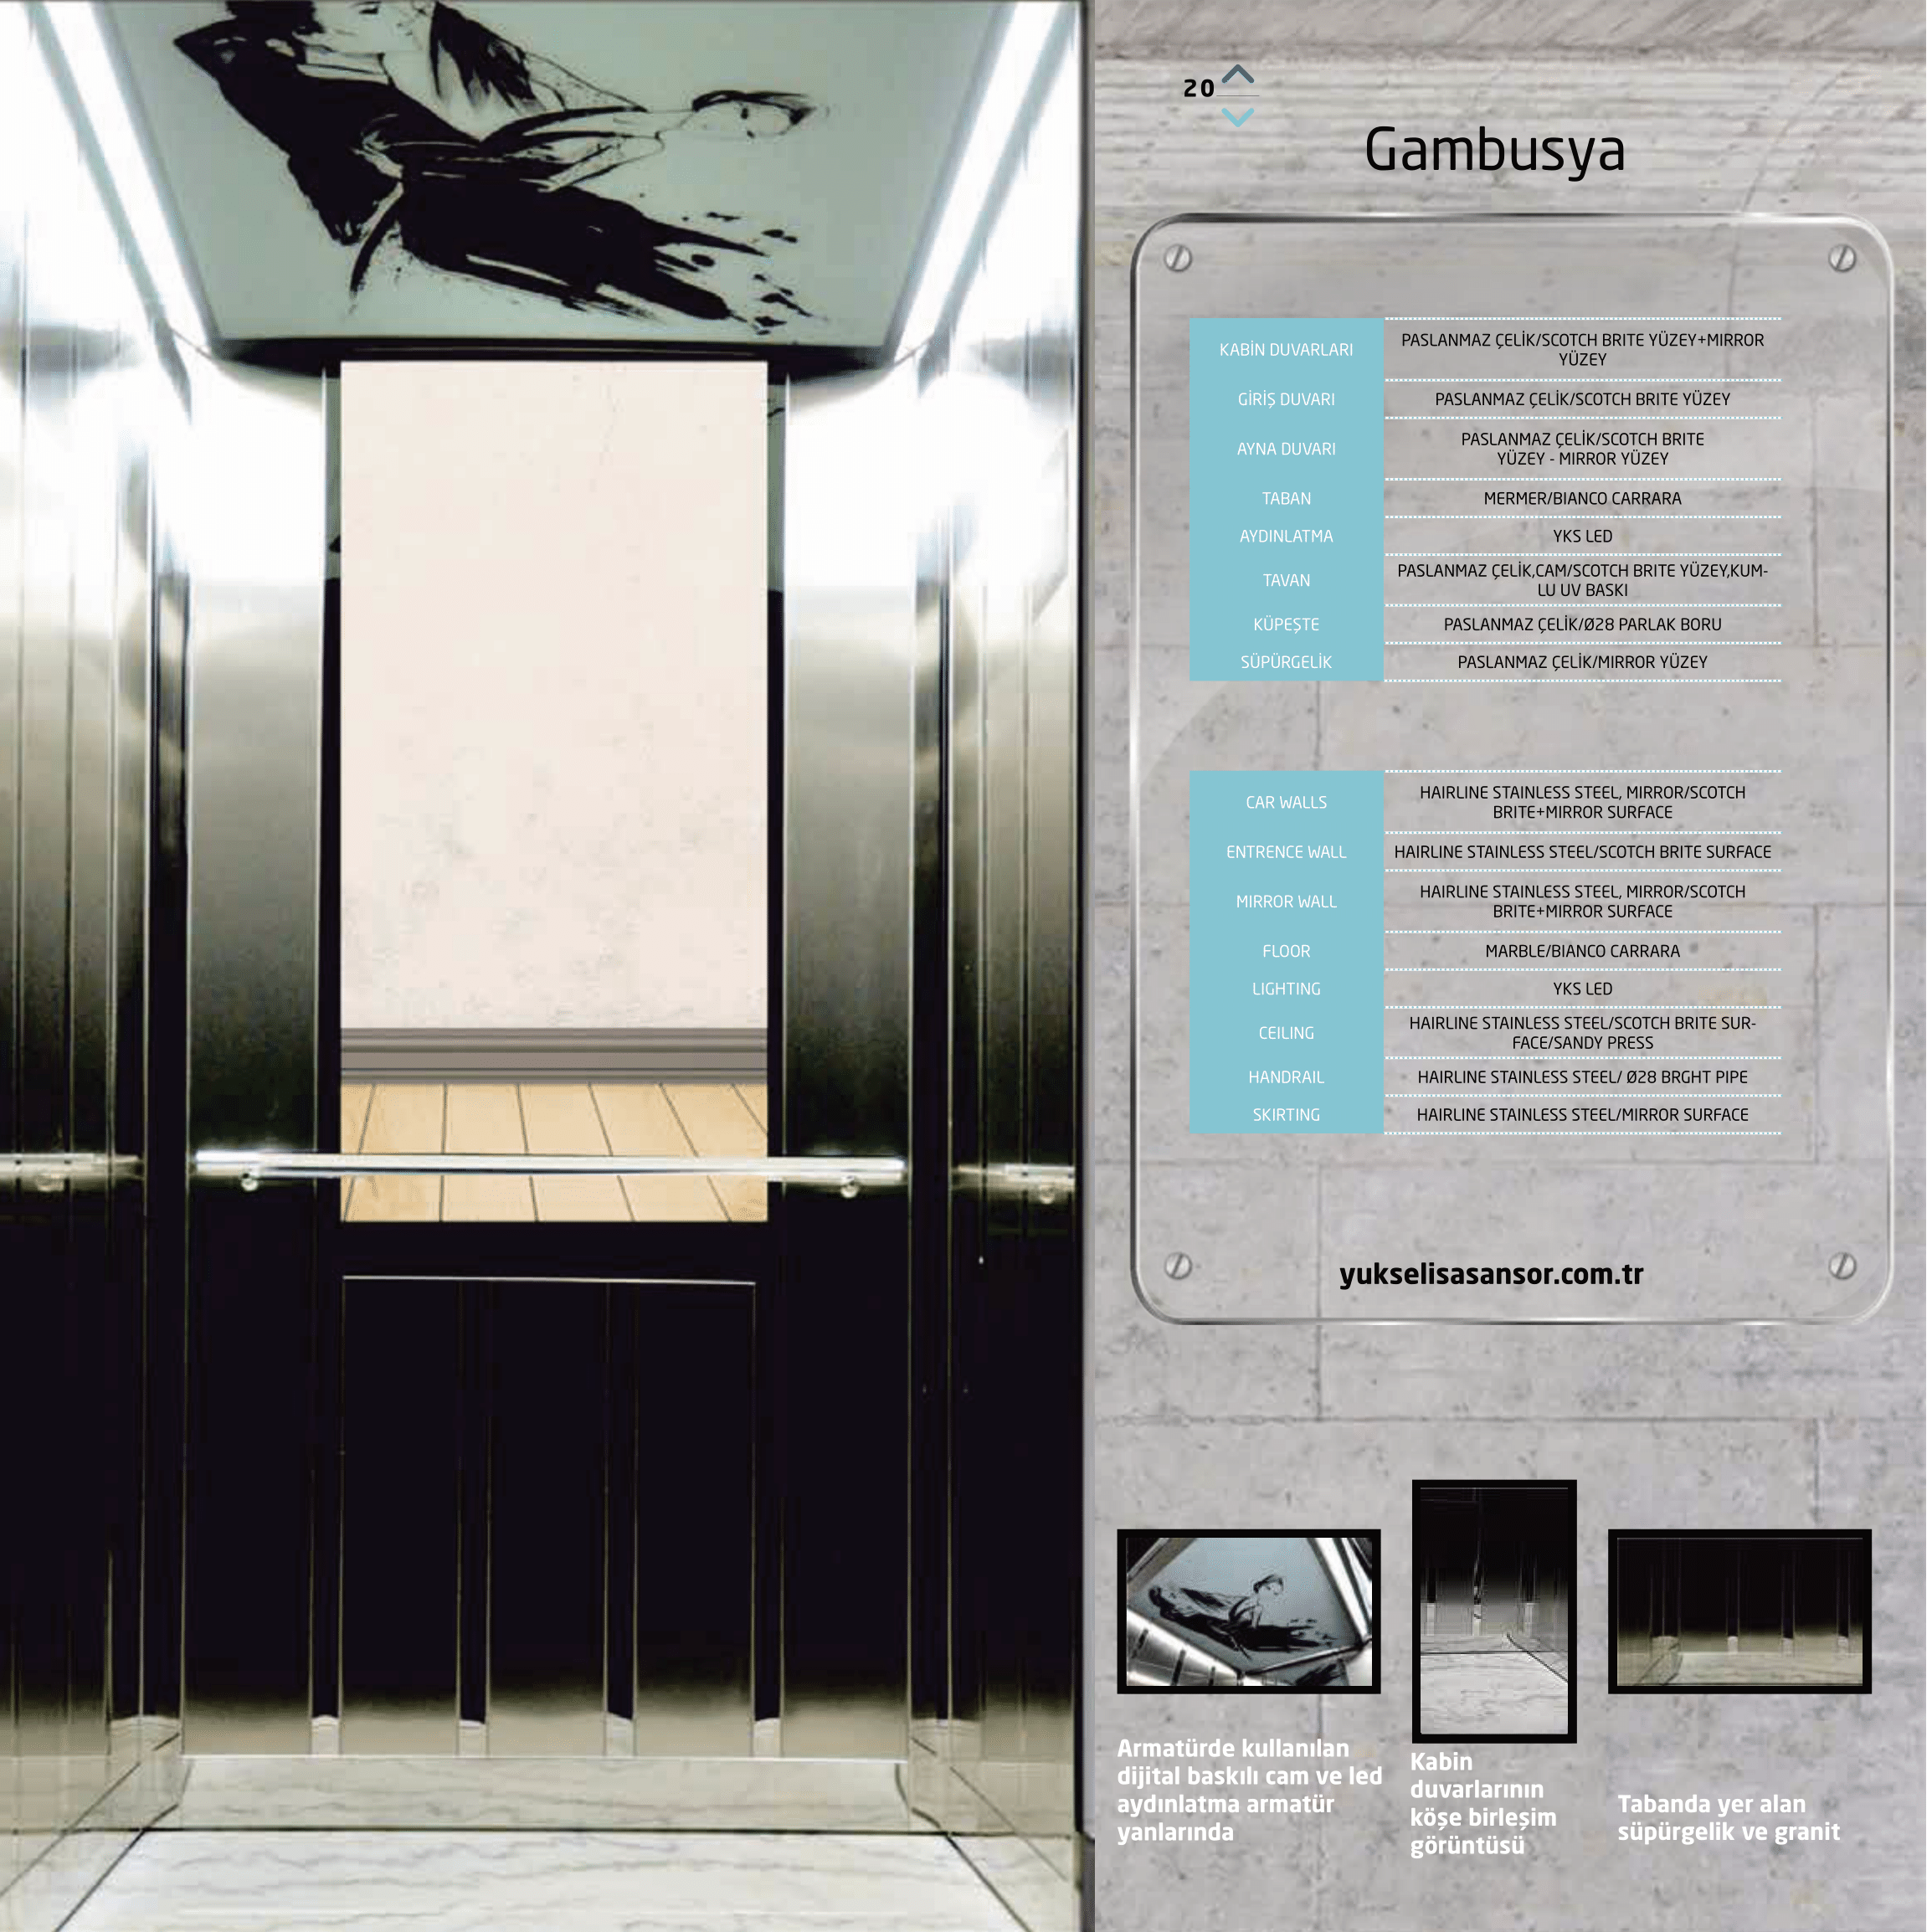 20
Gambusya
KABİN DUVARLARI
PASLANMAZ ÇELİK/SCOTCH BRITE YÜZEY+MIRROR
YÜZEY
GİRİŞ DUVARI
PASLANMAZ ÇELİK/SCOTCH BRITE YÜZEY
AYNA DUVARI
PASLANMAZ ÇELİK/SCOTCH BRITE
YÜZEY - MIRROR YÜZEY
TABAN
MERMER/BIANCO CARRARA
AYDINLATMA
YKS LED
TAVAN
PASLANMAZ ÇELİK,CAM/SCOTCH BRITE YÜZEY,KUM-
LU UV BASKI
KÜPEŞTE
PASLANMAZ ÇELİK/Ø28 PARLAK BORU
SÜPÜRGELİK
PASLANMAZ ÇELİK/MIRROR YÜZEY
CAR WALLS
HAIRLINE STAINLESS STEEL, MIRROR/SCOTCH
BRITE+MIRROR SURFACE
ENTRENCE WALL
HAIRLINE STAINLESS STEEL/SCOTCH BRITE SURFACE
MIRROR WALL
HAIRLINE STAINLESS STEEL, MIRROR/SCOTCH
BRITE+MIRROR SURFACE
FLOOR
MARBLE/BIANCO CARRARA
LIGHTING
YKS LED
CEILING
HAIRLINE STAINLESS STEEL/SCOTCH BRITE SUR-
FACE/SANDY PRESS
HANDRAIL
HAIRLINE STAINLESS STEEL/ Ø28 BRGHT PIPE
SKIRTING
HAIRLINE STAINLESS STEEL/MIRROR SURFACE
yukselisasansor.com.tr
Armatürde kullanılan
dijital baskılı cam ve led
aydınlatma armatür
yanlarında
Kabin
duvarlarının
köşe birleşim
görüntüsü
Tabanda yer alan
süpürgelik ve granit